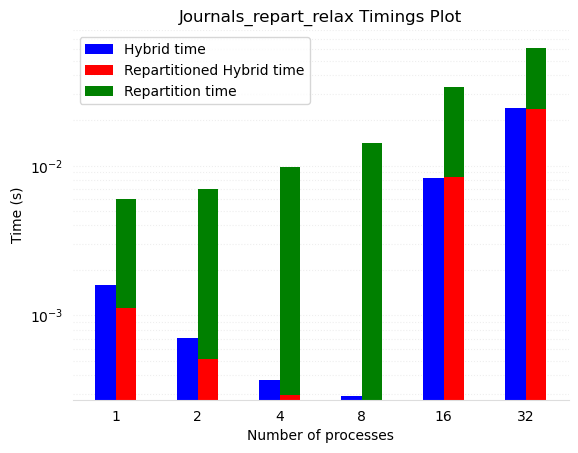 Journals_repart_relax Timings Plot
Hybrid time
Repartitioned Hybrid time
Repartition time
Time (s)
10⁻²
10⁻³
1 2 4 8 16 32
Number of processes